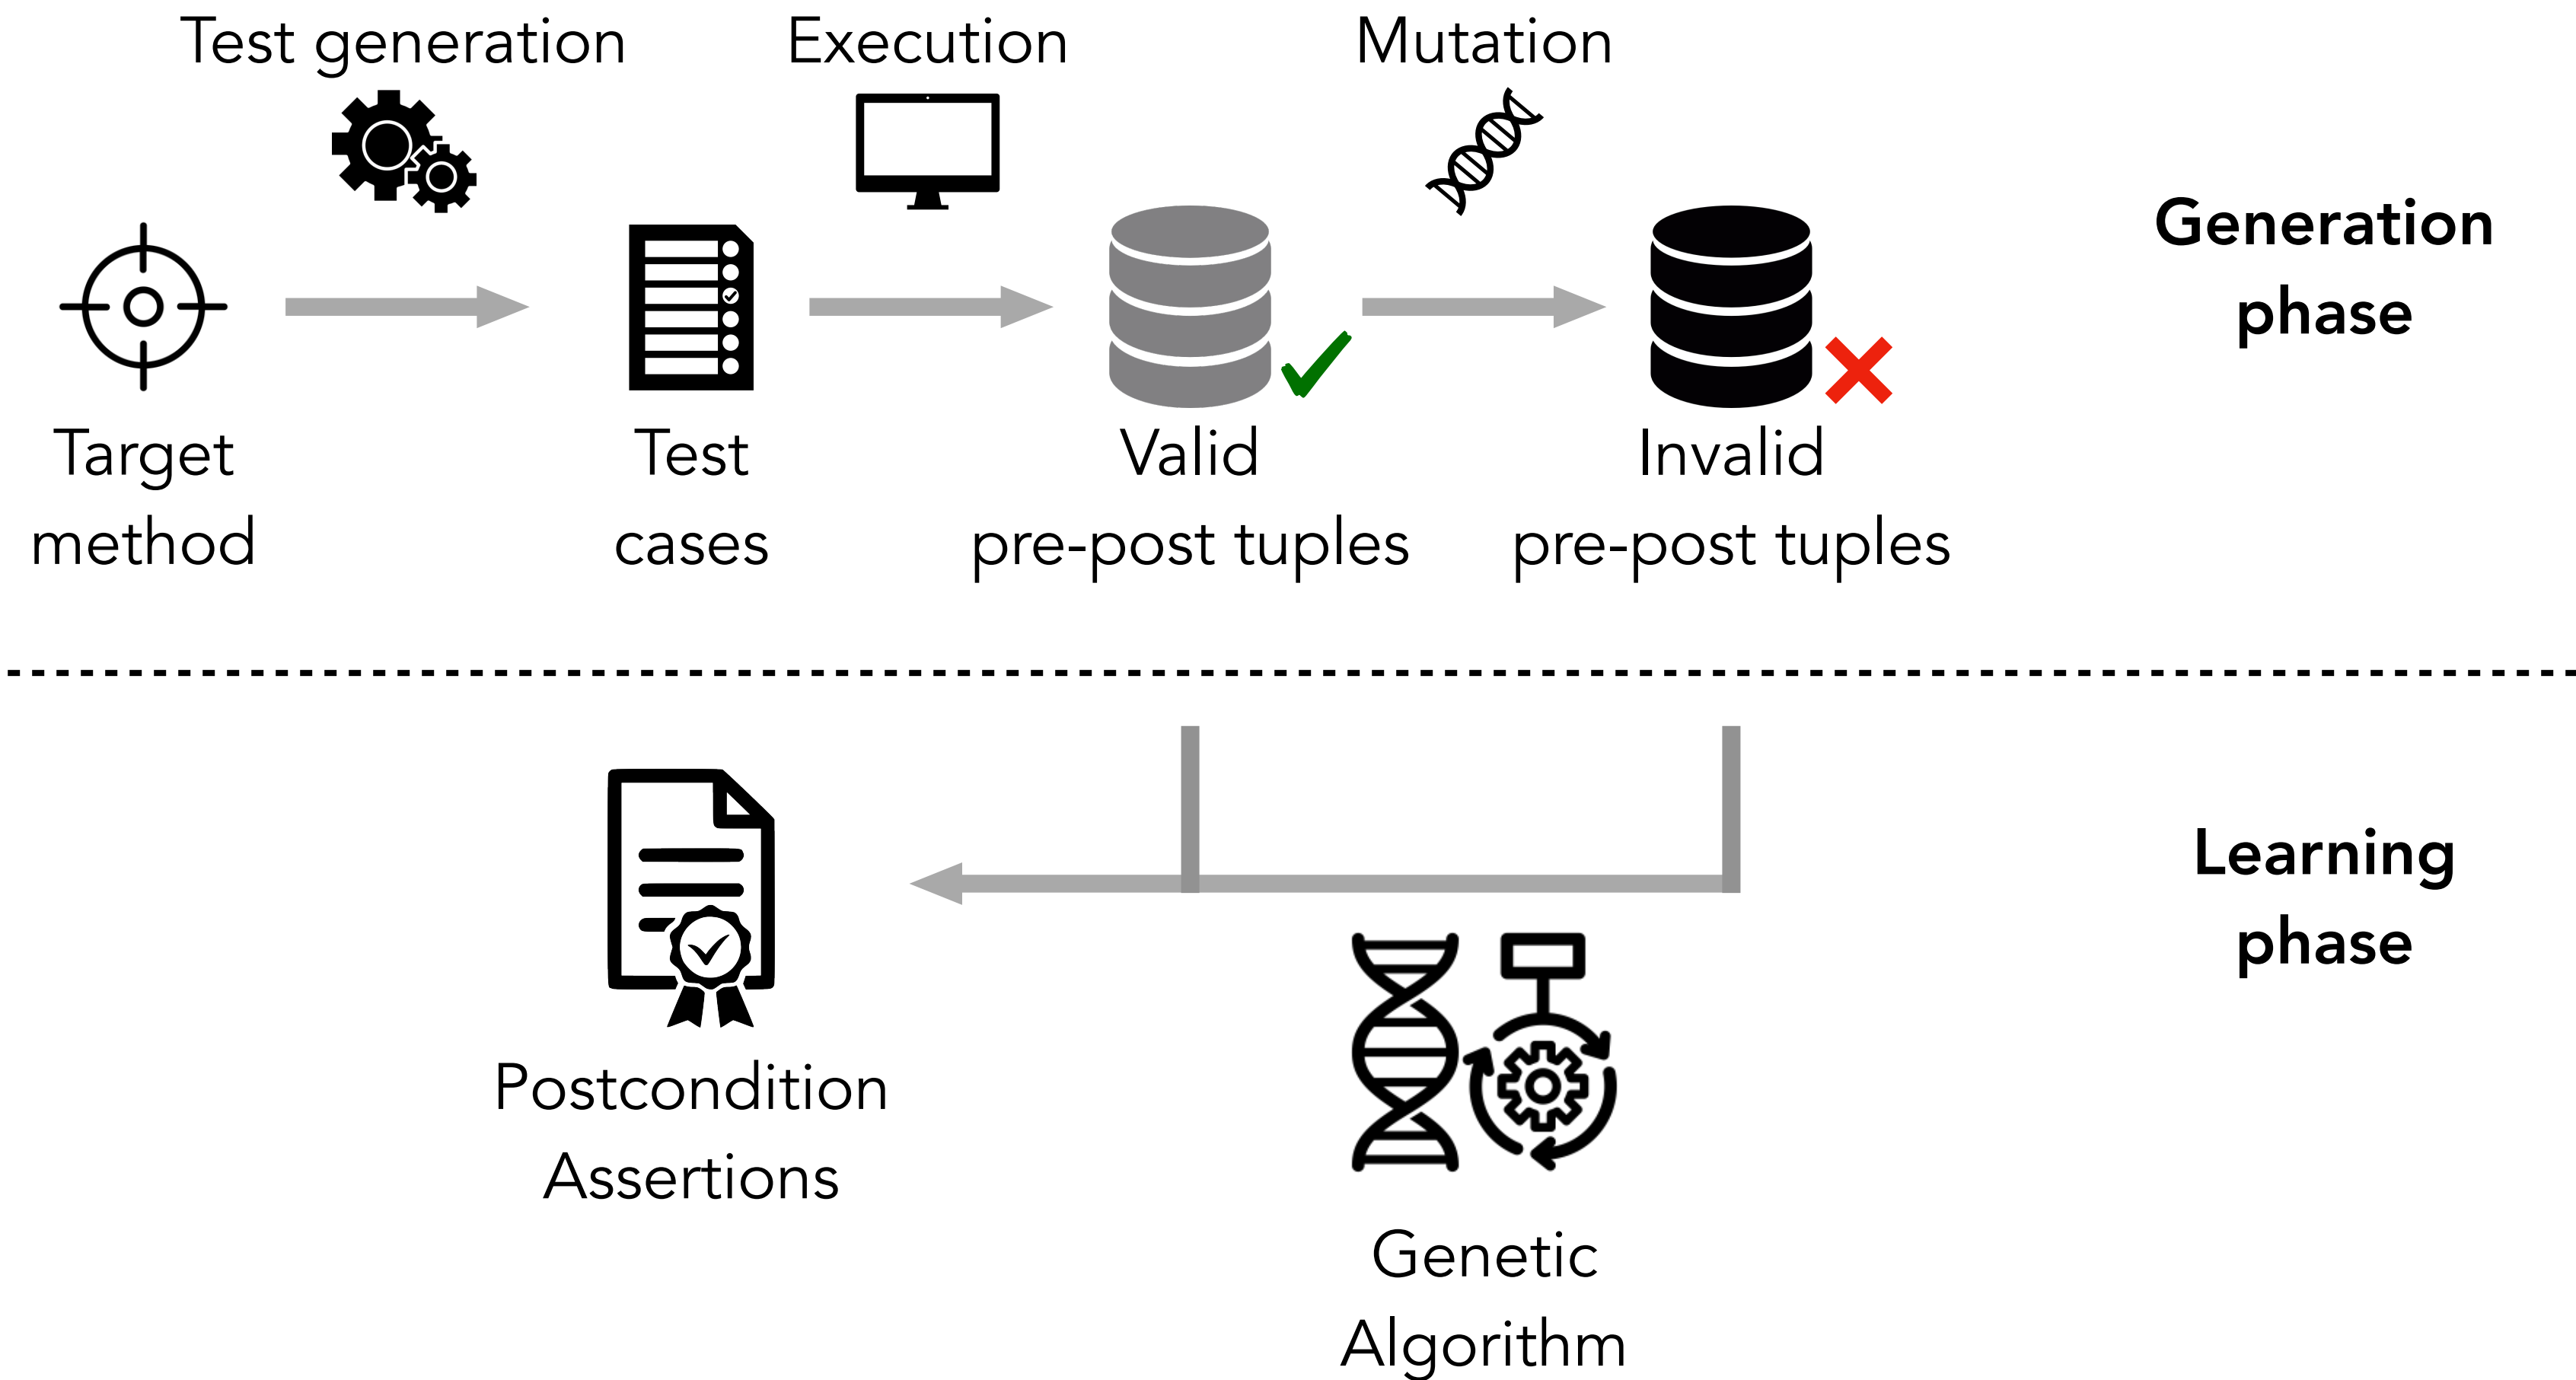 Test generation
Execution
Mutation
Generation
phase
Target
method
Test
cases
Valid
pre-post tuples
Invalid
pre-post tuples
Learning
phase
Postcondition
Assertions
Genetic
Algorithm